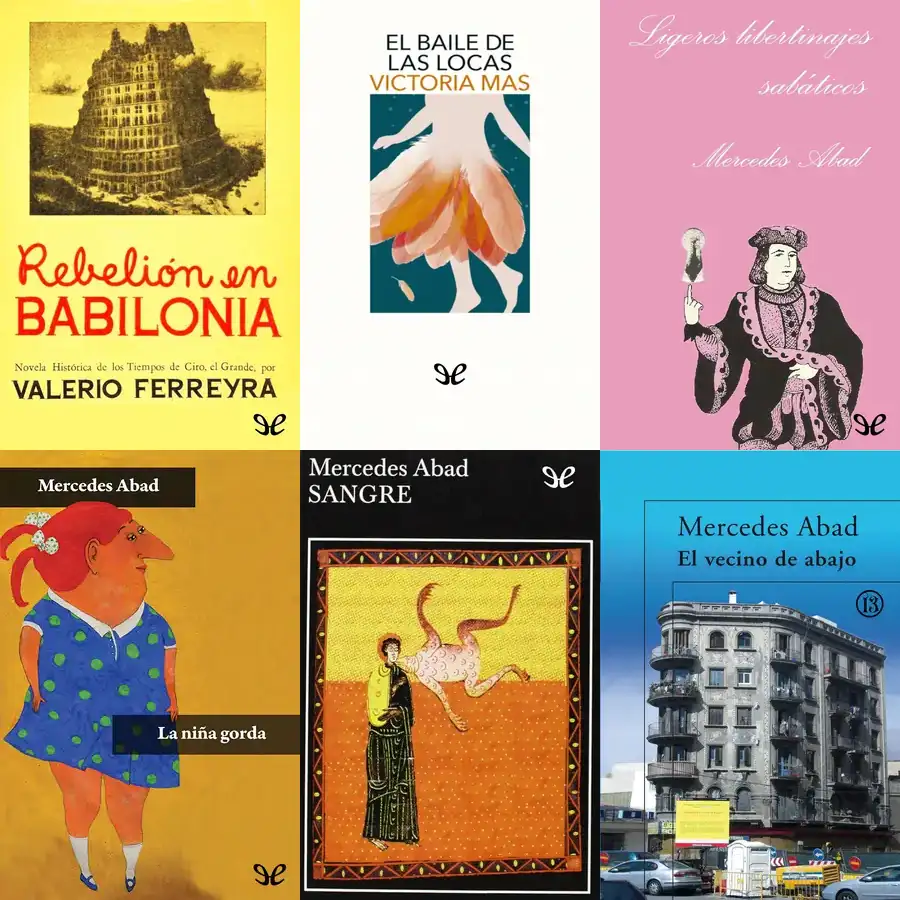 Rebelión en
BABILONIA
Novela Histórica de los Tiempos de Ciro, el Grande, por
VALERIO FERREYRA
EL BAILE DE
LAS LOCAS
VICTORIA MAS
Ligeros libertinajes
sabáticos
Mercedes Abad
Mercedes Abad
La niña gorda
Mercedes Abad
SANGRE
Mercedes Abad
El vecino de abajo
13